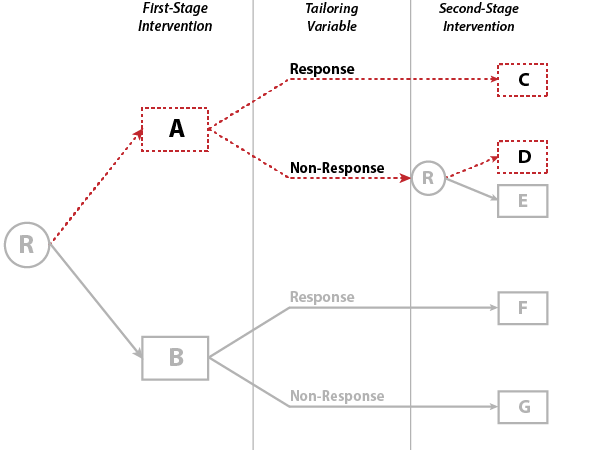 First-Stage
Intervention
Tailoring
Variable
Second-Stage
Intervention
Response
C
A
D
Non-Response
R
E
R
Response
F
B
Non-Response
G